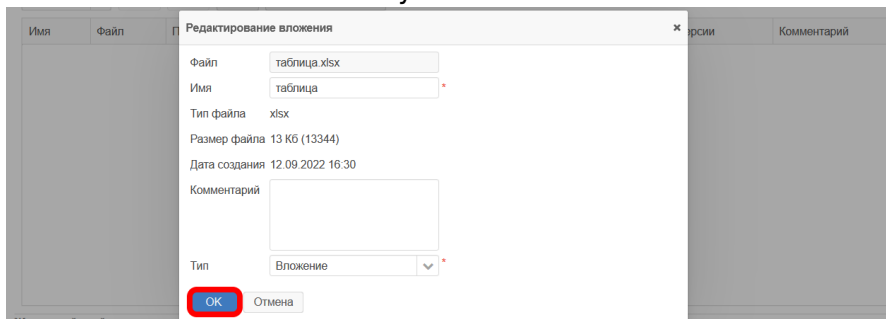 Имя Файл Редактирование вложения × ерсии Комментарий
Файл таблица.xlsx
Имя таблица *
Тип файла xlsx
Размер файла 13 Кб (13344)
Дата создания 12.09.2022 16:30
Комментарий
Тип Вложение *
OK Отмена